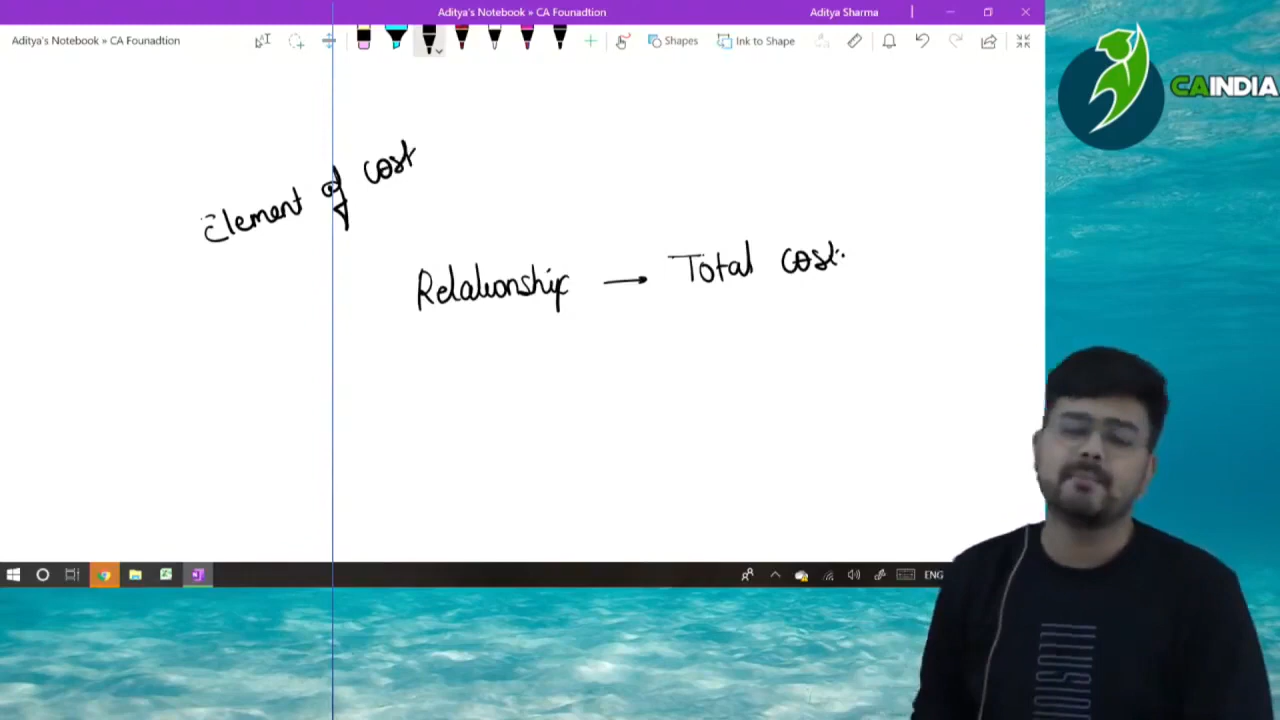 Aditya's Notebook » CA Founadtion
Aditya Sharma
Aditya's Notebook » CA Founadtion
Shapes
Ink to Shape
CAINDIA
Element of cost
Relationship → Total cost
ENG
ILLUSION